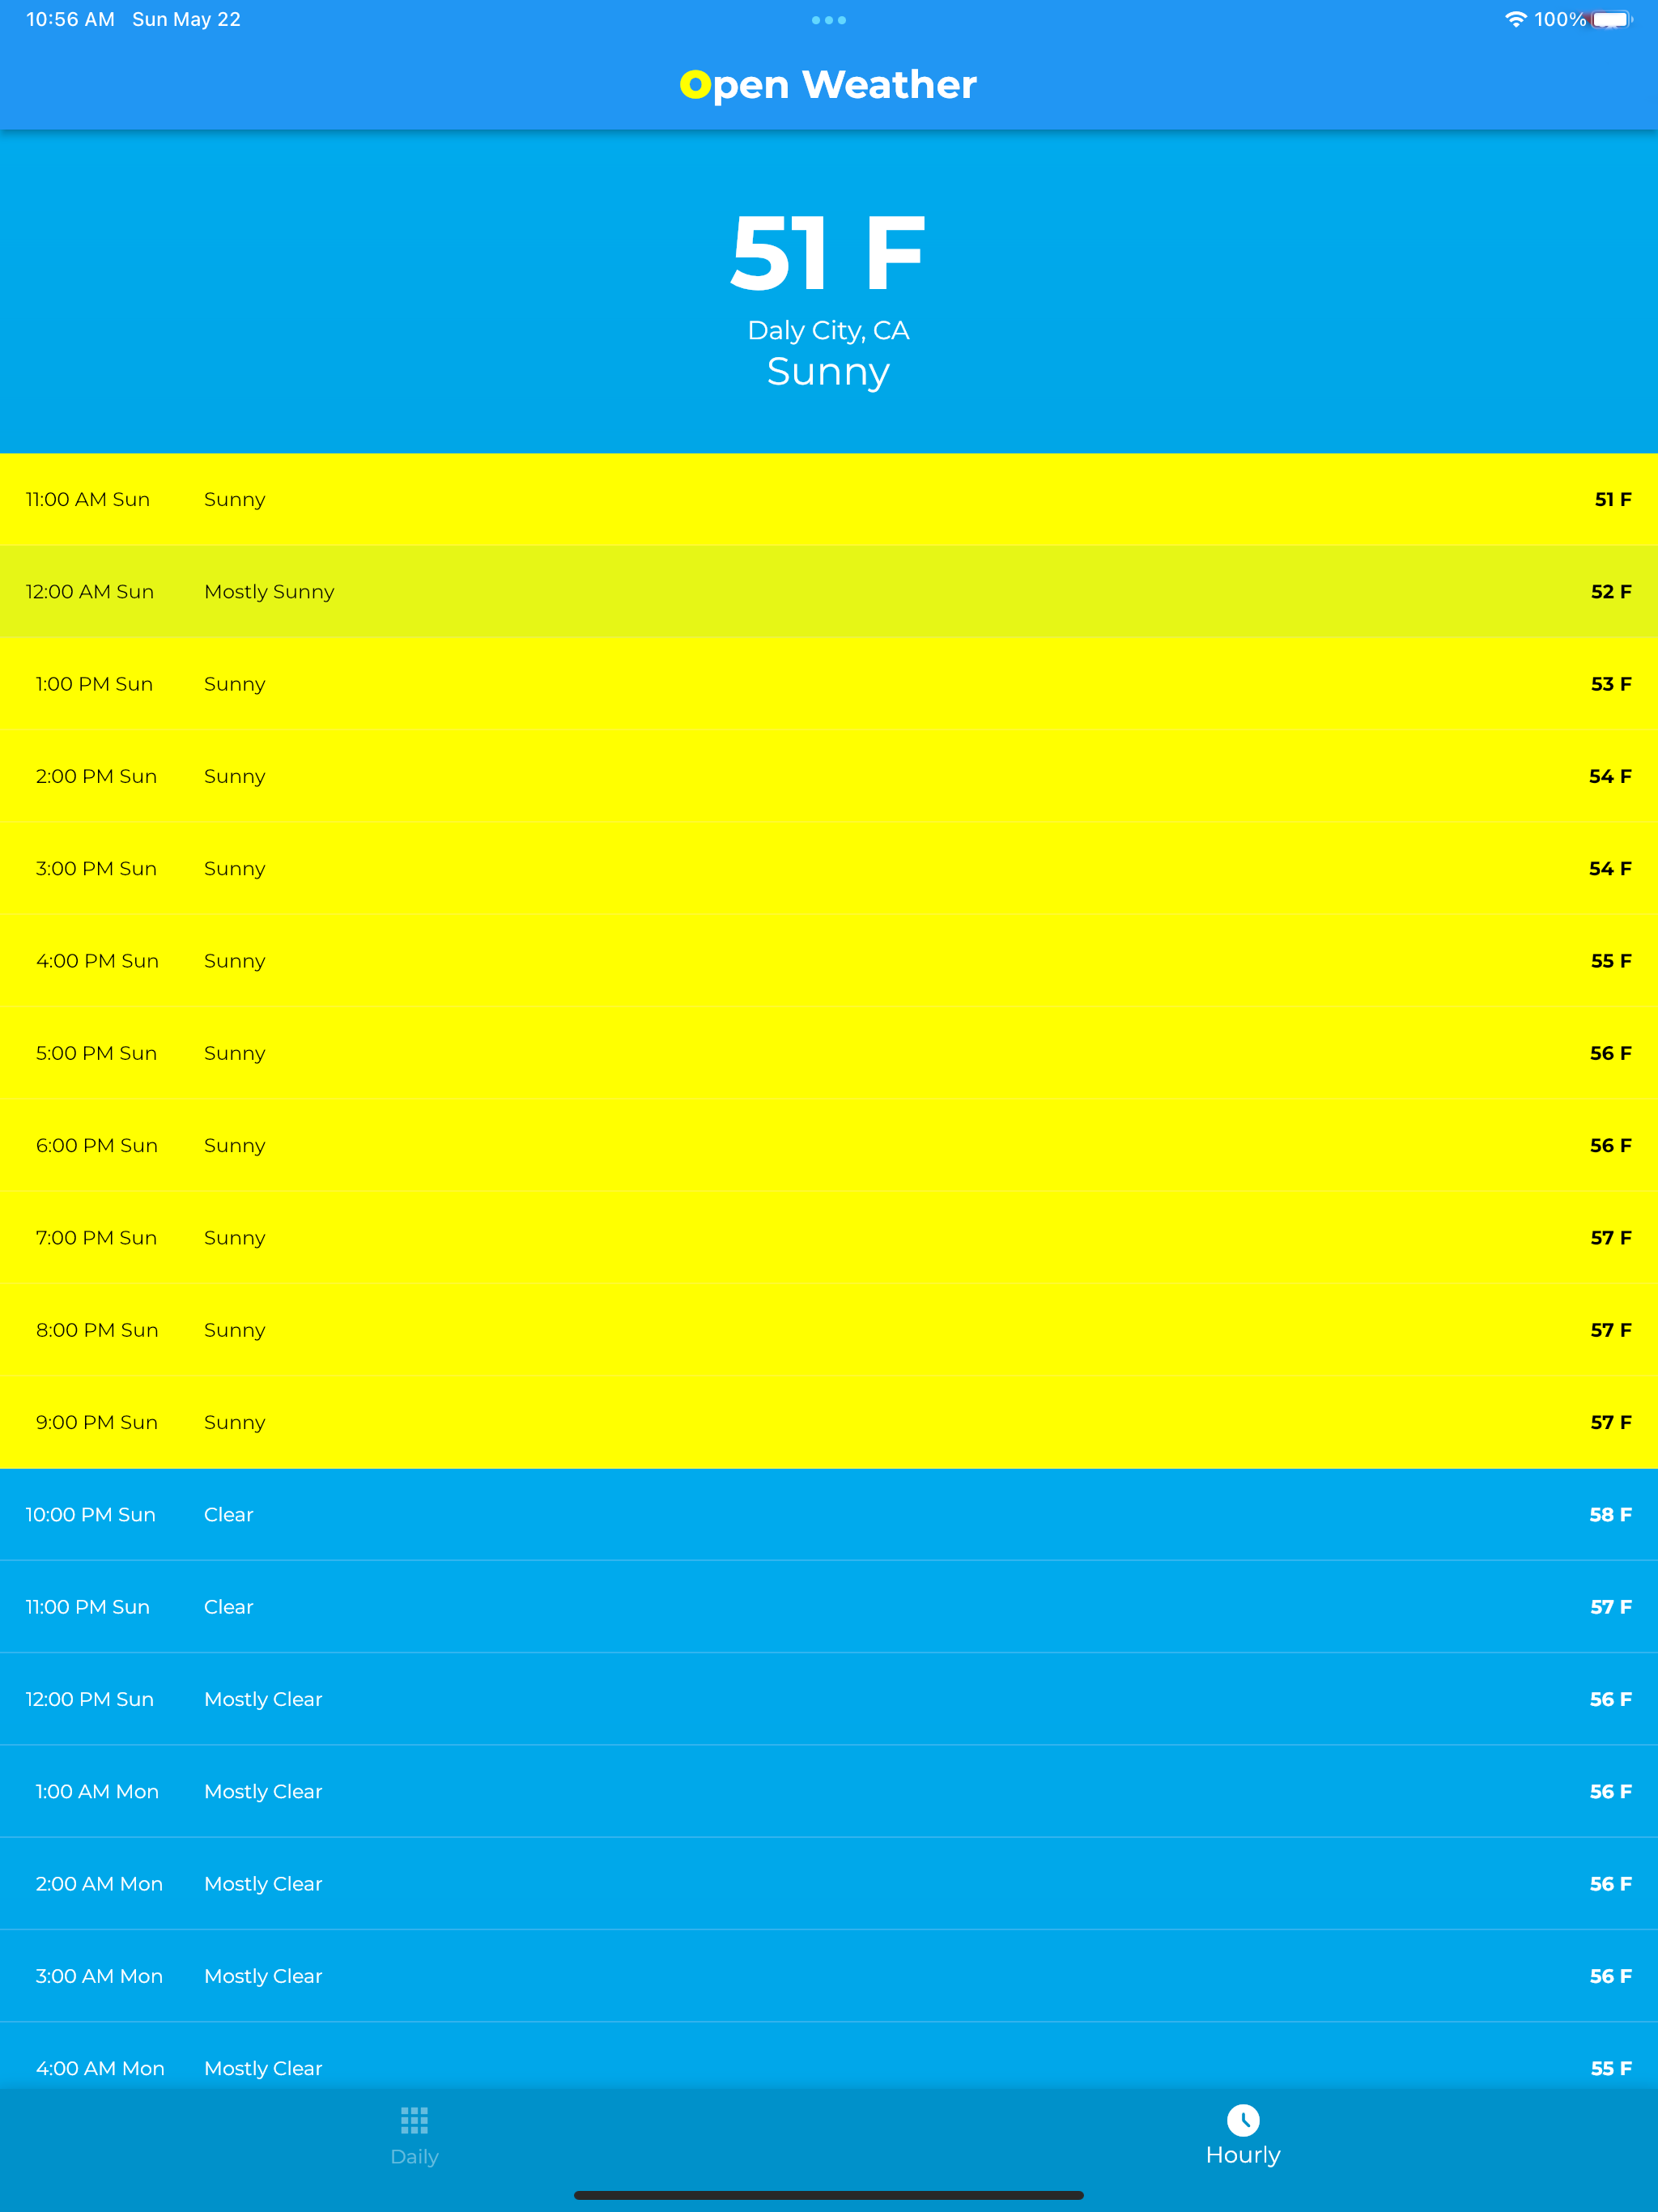 10:56 AM Sun May 22 100%
Open Weather
51 F
Daly City, CA
Sunny
11:00 AM Sun Sunny 51 F
12:00 AM Sun Mostly Sunny 52 F
1:00 PM Sun Sunny 53 F
2:00 PM Sun Sunny 54 F
3:00 PM Sun Sunny 54 F
4:00 PM Sun Sunny 55 F
5:00 PM Sun Sunny 56 F
6:00 PM Sun Sunny 56 F
7:00 PM Sun Sunny 57 F
8:00 PM Sun Sunny 57 F
9:00 PM Sun Sunny 57 F
10:00 PM Sun Clear 58 F
11:00 PM Sun Clear 57 F
12:00 PM Sun Mostly Clear 56 F
1:00 AM Mon Mostly Clear 56 F
2:00 AM Mon Mostly Clear 56 F
3:00 AM Mon Mostly Clear 56 F
4:00 AM Mon Mostly Clear 55 F
Daily Hourly